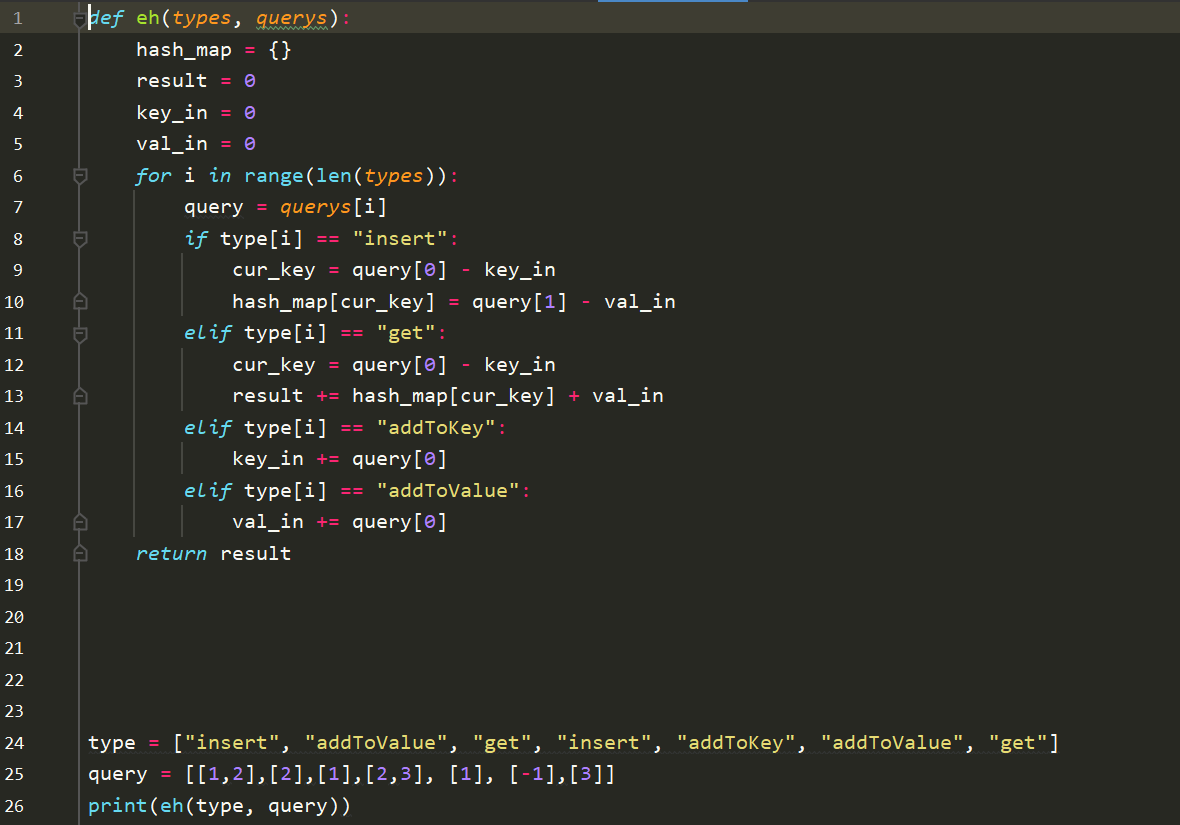 1 def eh(types, querys):
2 hash_map = {}
3 result = 0
4 key_in = 0
5 val_in = 0
6 for i in range(len(types)):
7 query = querys[i]
8 if type[i] == "insert":
9 cur_key = query[0] - key_in
10 hash_map[cur_key] = query[1] - val_in
11 elif type[i] == "get":
12 cur_key = query[0] - key_in
13 result += hash_map[cur_key] + val_in
14 elif type[i] == "addToKey":
15 key_in += query[0]
16 elif type[i] == "addToValue":
17 val_in += query[0]
18 return result
19
20
21
22
23
24 type = ["insert", "addToValue", "get", "insert", "addToKey", "addToValue", "get"]
25 query = [[1,2],[2],[1],[2,3], [1], [-1],[3]]
26 print(eh(type, query))